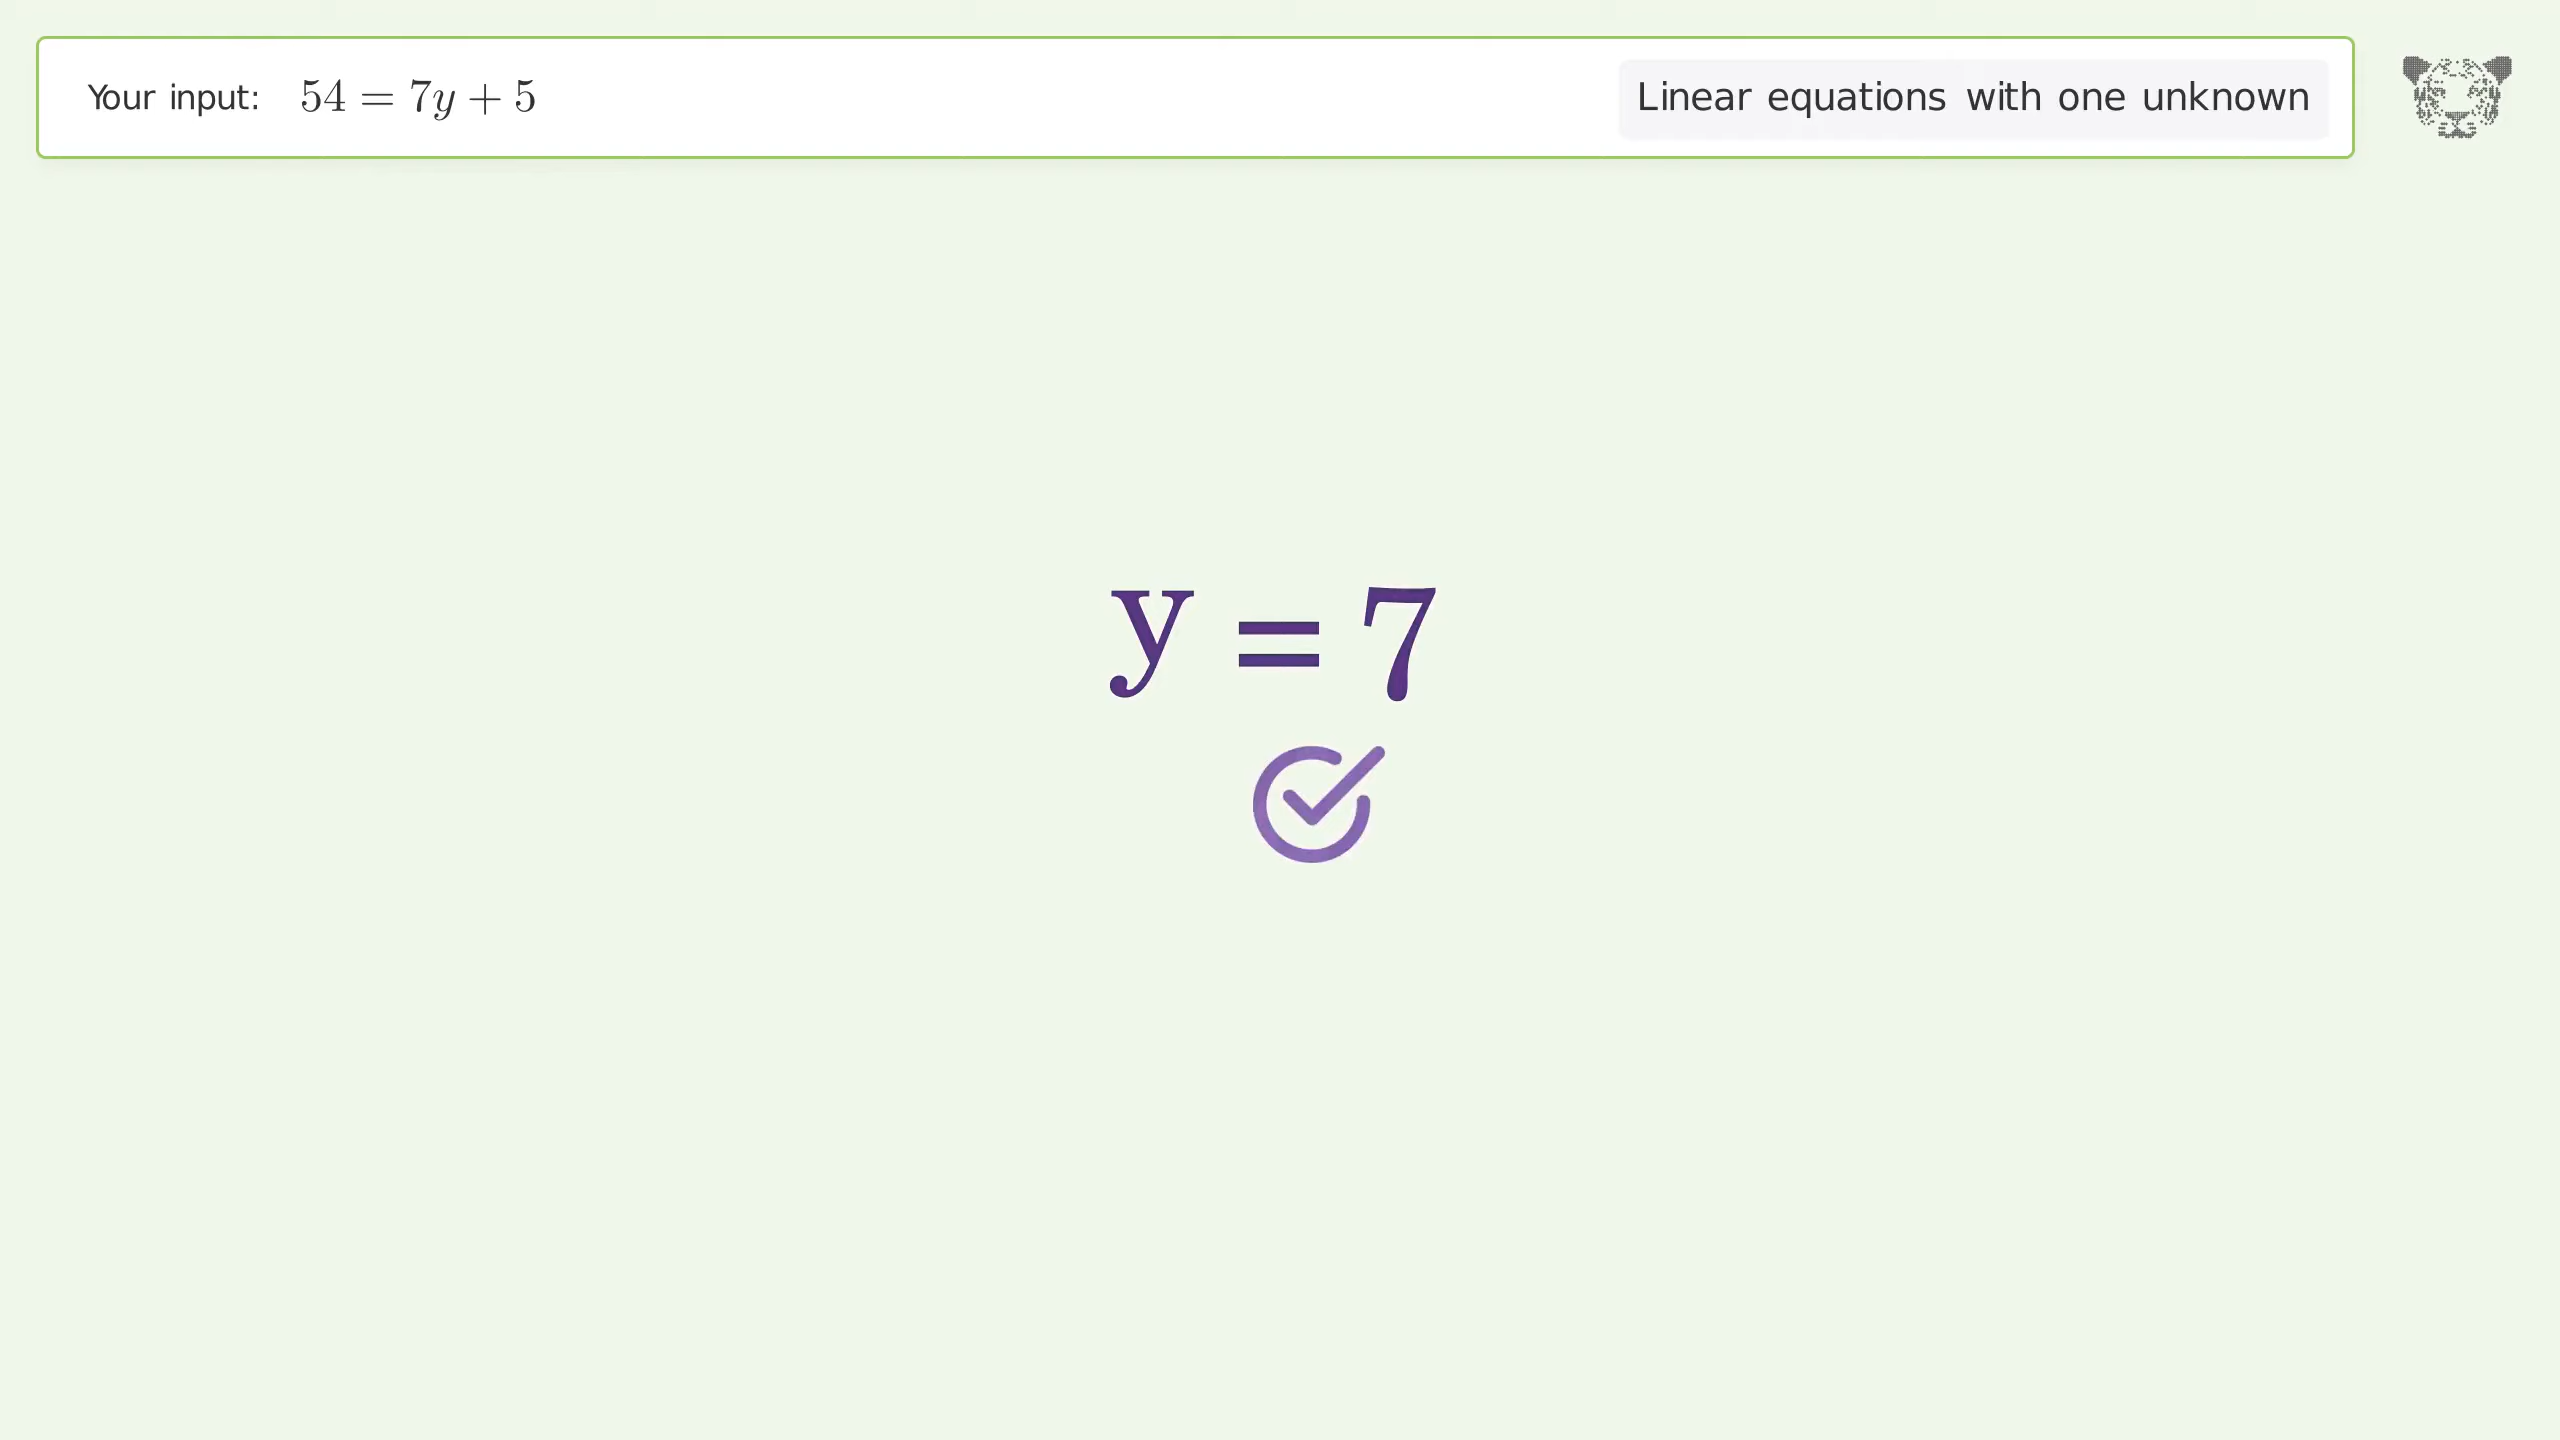 Your input: 54 = 7y + 5
Linear equations with one unknown
y = 7